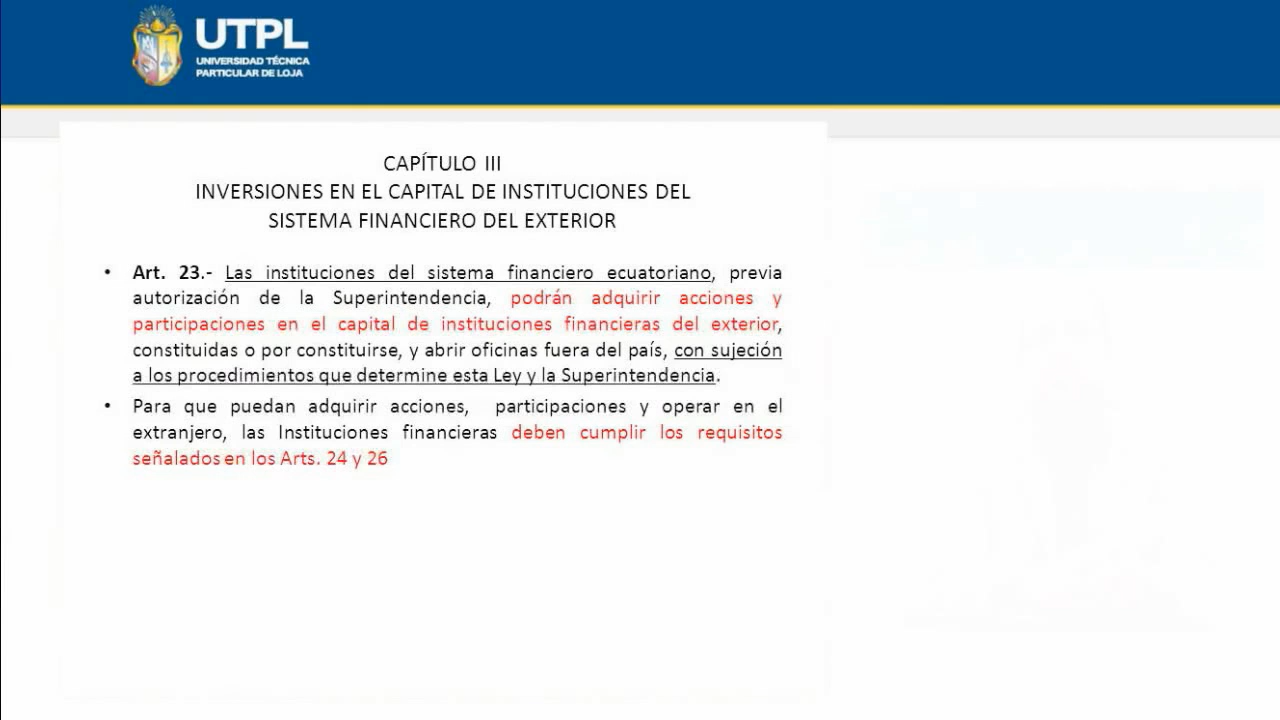 UTPL
UNIVERSIDAD TÉCNICA
PARTICULAR DE LOJA
CAPÍTULO III
INVERSIONES EN EL CAPITAL DE INSTITUCIONES DEL
SISTEMA FINANCIERO DEL EXTERIOR
• Art. 23.- Las instituciones del sistema financiero ecuatoriano, previa
autorización de la Superintendencia, podrán adquirir acciones y
participaciones en el capital de instituciones financieras del exterior,
constituidas o por constituirse, y abrir oficinas fuera del país, con sujeción
a los procedimientos que determine esta Ley y la Superintendencia.
• Para que puedan adquirir acciones, participaciones y operar en el
extranjero, las Instituciones financieras deben cumplir los requisitos
señalados en los Arts. 24 y 26